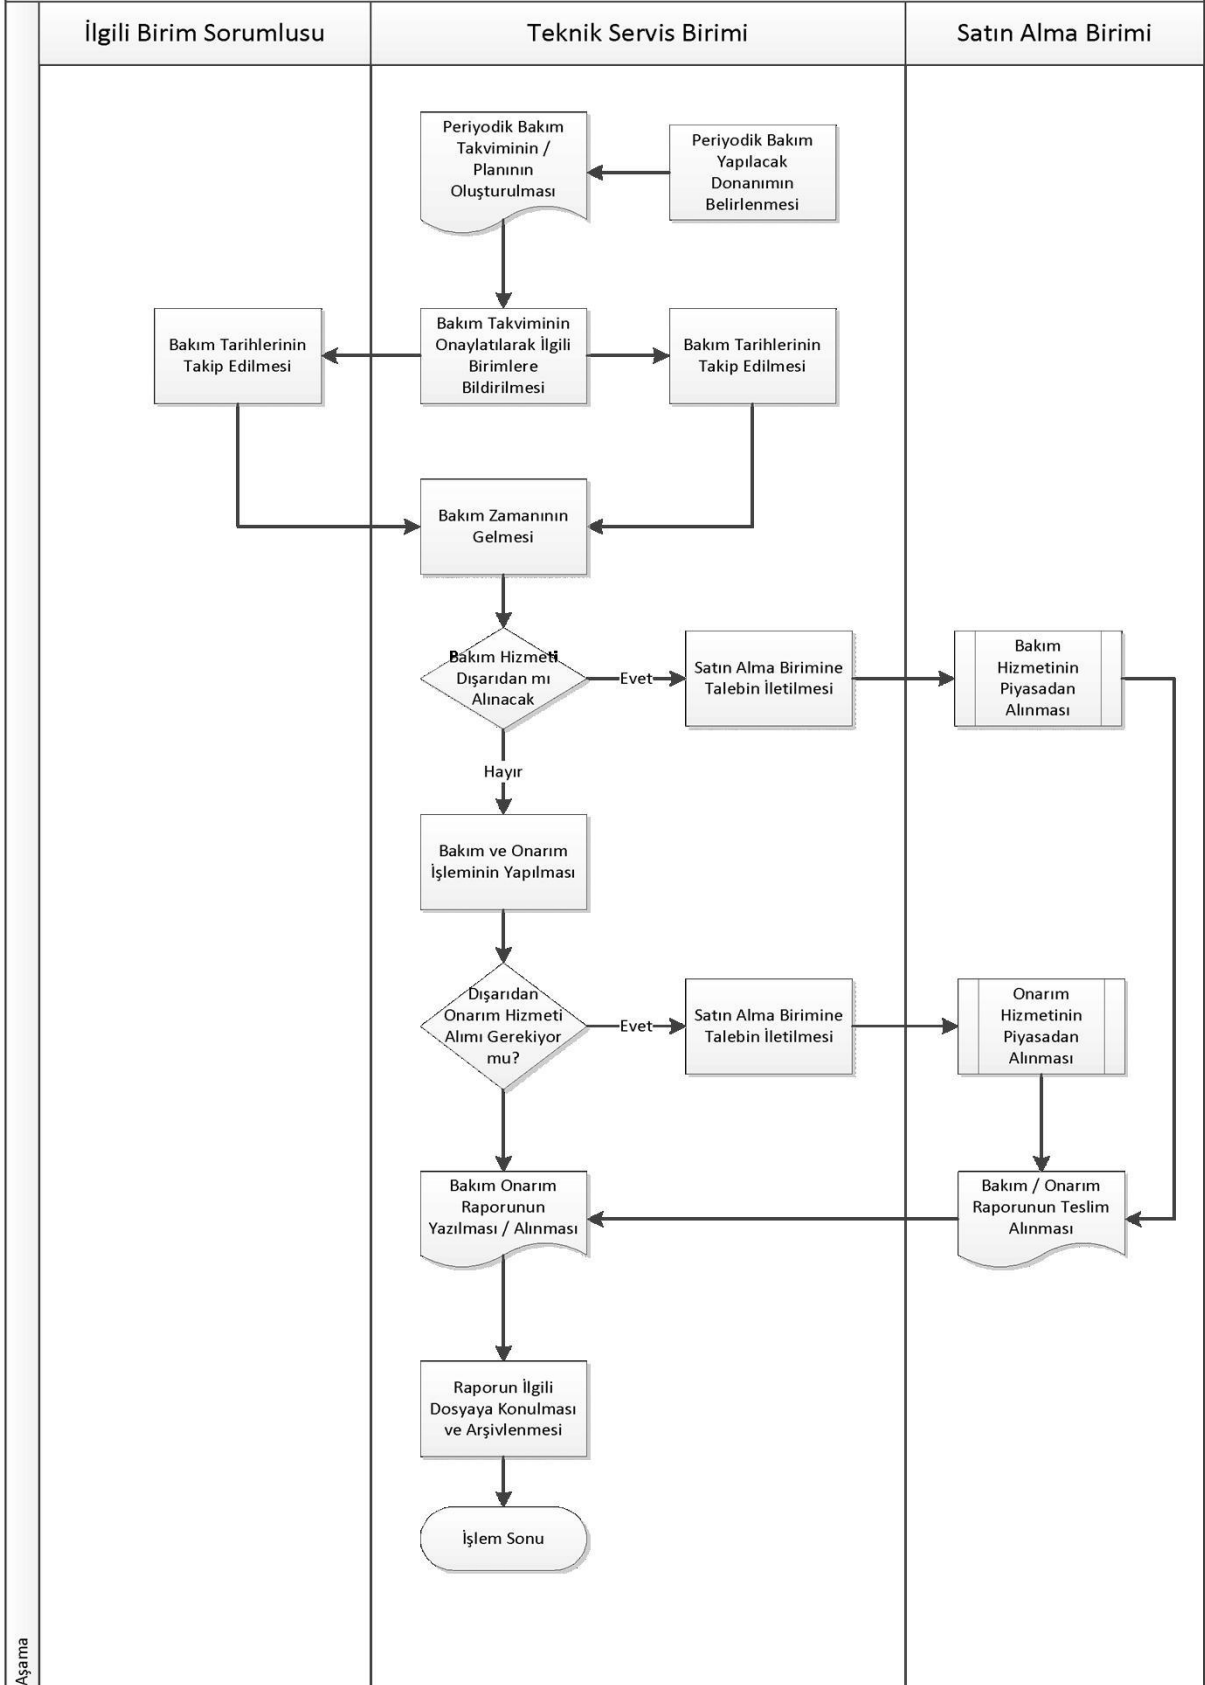 İlgili Birim Sorumlusu
Teknik Servis Birimi
Satın Alma Birimi
Periyodik Bakım
Takviminin /
Planının
Oluşturulması
Periyodik Bakım
Yapılacak
Donanımın
Belirlenmesi
Bakım Tarihlerinin
Takip Edilmesi
Bakım Takviminin
Onaylatılarak İlgili
Birimlere
Bildirilmesi
Bakım Tarihlerinin
Takip Edilmesi
Bakım Zamanının
Gelmesi
Bakım Hizmeti
Dışarıdan mı
Alınacak
Evet
Satın Alma Birimine
Talebin İletilmesi
Bakım
Hizmetinin
Piyasadan
Alınması
Hayır
Bakım ve Onarım
İşleminin Yapılması
Dışarıdan
Onarım Hizmeti
Alımı Gerekiyor
mu?
Evet
Satın Alma Birimine
Talebin İletilmesi
Onarım
Hizmetinin
Piyasadan
Alınması
Bakım Onarım
Raporunun
Yazılması / Alınması
Bakım / Onarım
Raporunun Teslim
Alınması
Raporun İlgili
Dosyaya Konulması
ve Arşivlenmesi
İşlem Sonu
Aşama